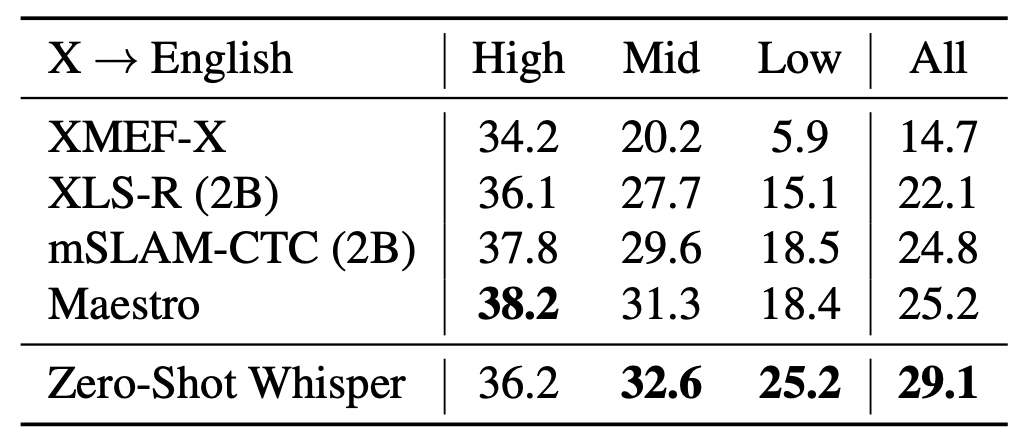 X → English High Mid Low All
XMEF-X 34.2 20.2 5.9 14.7
XLS-R (2B) 36.1 27.7 15.1 22.1
mSLAM-CTC (2B) 37.8 29.6 18.5 24.8
Maestro 38.2 31.3 18.4 25.2
Zero-Shot Whisper 36.2 32.6 25.2 29.1